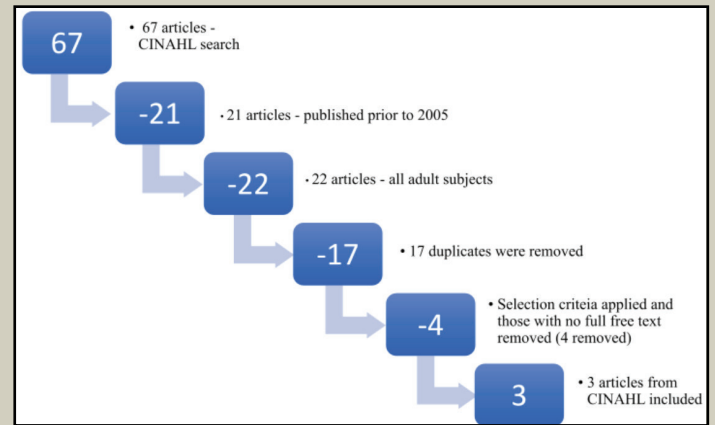 67
• 67 articles -
CINAHL search
-21
• 21 articles - published prior to 2005
-22
• 22 articles - all adult subjects
-17
• 17 duplicates were removed
-4
• Selection criteia applied and
those with no full free text
removed (4 removed)
3
• 3 articles from
CINAHL included